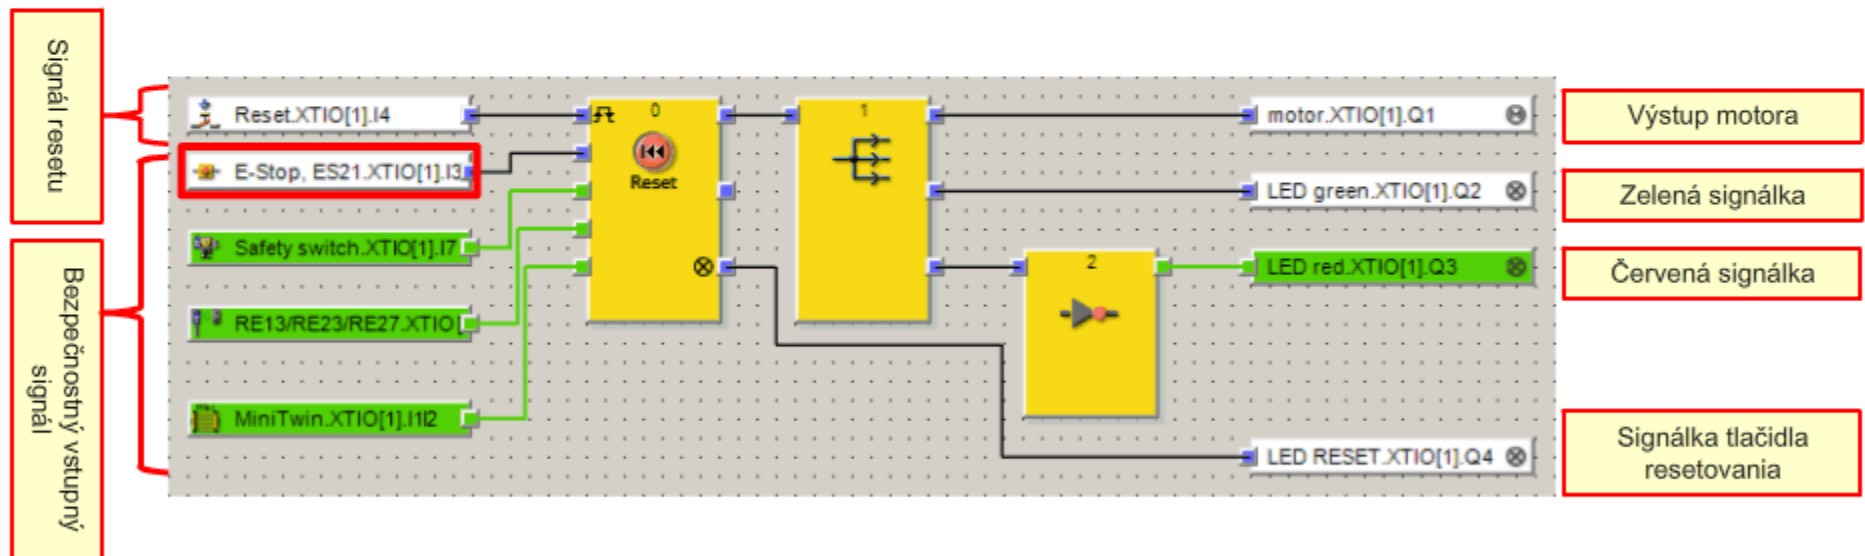 Signál resetu
Bezpečnostný vstupný
signál
Reset.XTIO[1].I4
E-Stop, ES21.XTIO[1].I3
Safety switch.XTIO[1].I7
RE13/RE23/RE27.XTIO[
MiniTwin.XTIO[1].I1I2
0
Reset
1
2
motor.XTIO[1].Q1
LED green.XTIO[1].Q2
LED red.XTIO[1].Q3
LED RESET.XTIO[1].Q4
Výstup motora
Zelená signálka
Červená signálka
Signálka tlačidla
resetovania